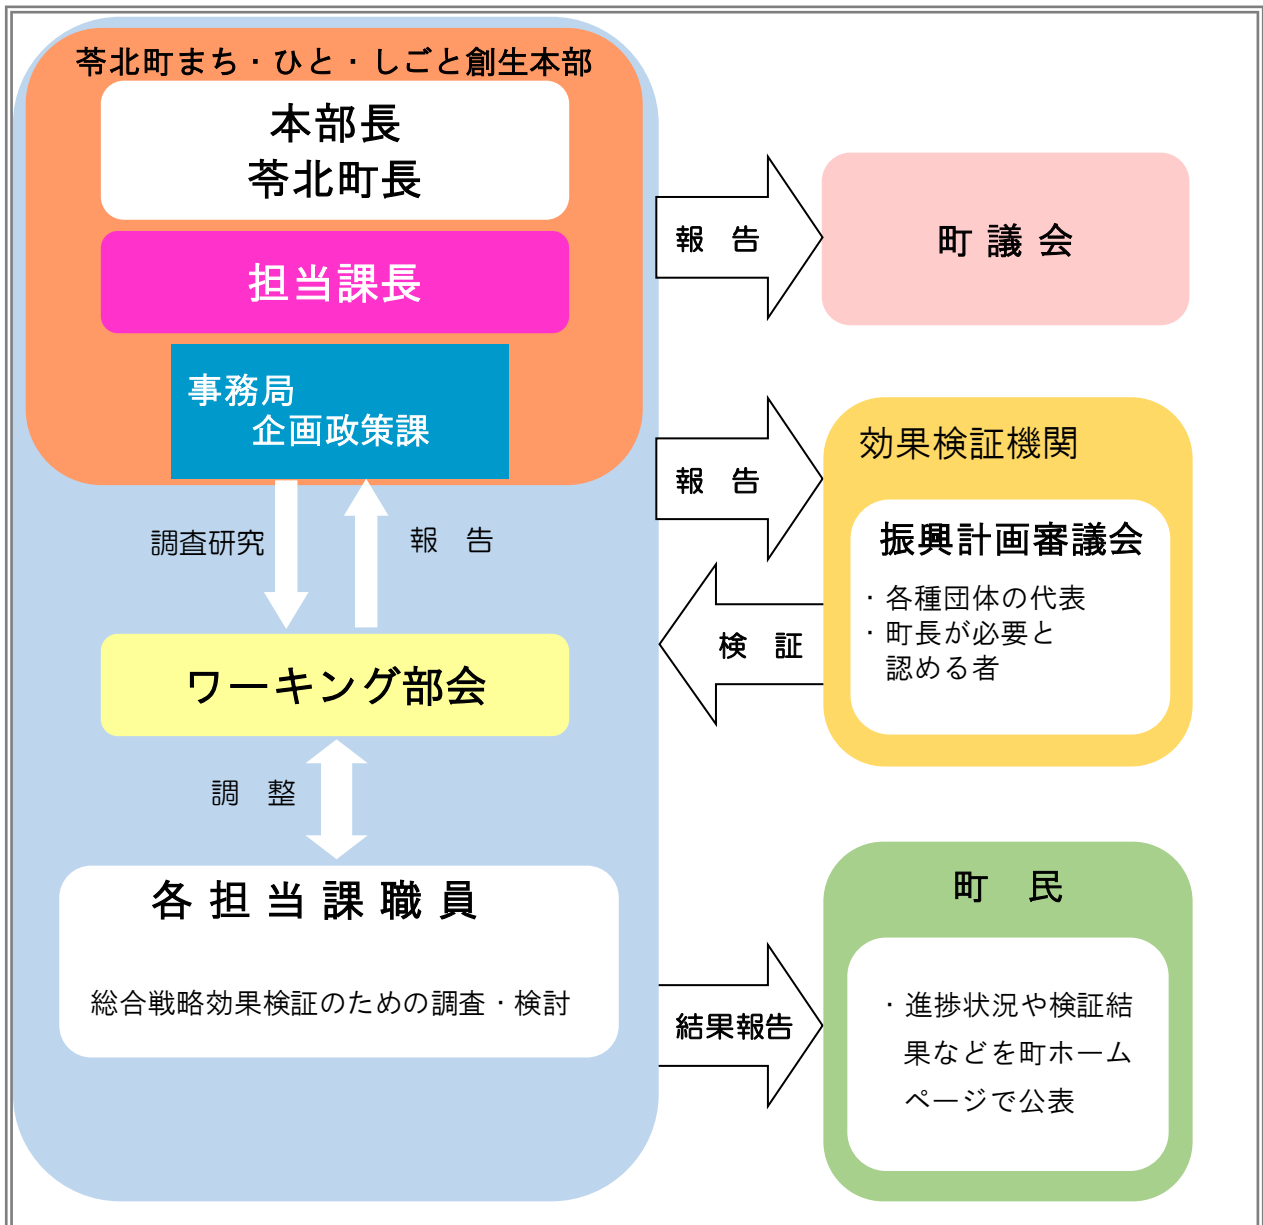 苓北町まち・ひと・しごと創生本部
本部長
苓北町長
担当課長
事務局
企画政策課
調査研究
報　告
ワーキング部会
調　整
各担当課職員
総合戦略効果検証のための調査・検討
報　告
町議会
報　告
効果検証機関
振興計画審議会
・各種団体の代表
・町長が必要と
認める者
検　証
結果報告
町　民
・進捗状況や検証結
果などを町ホーム
ページで公表